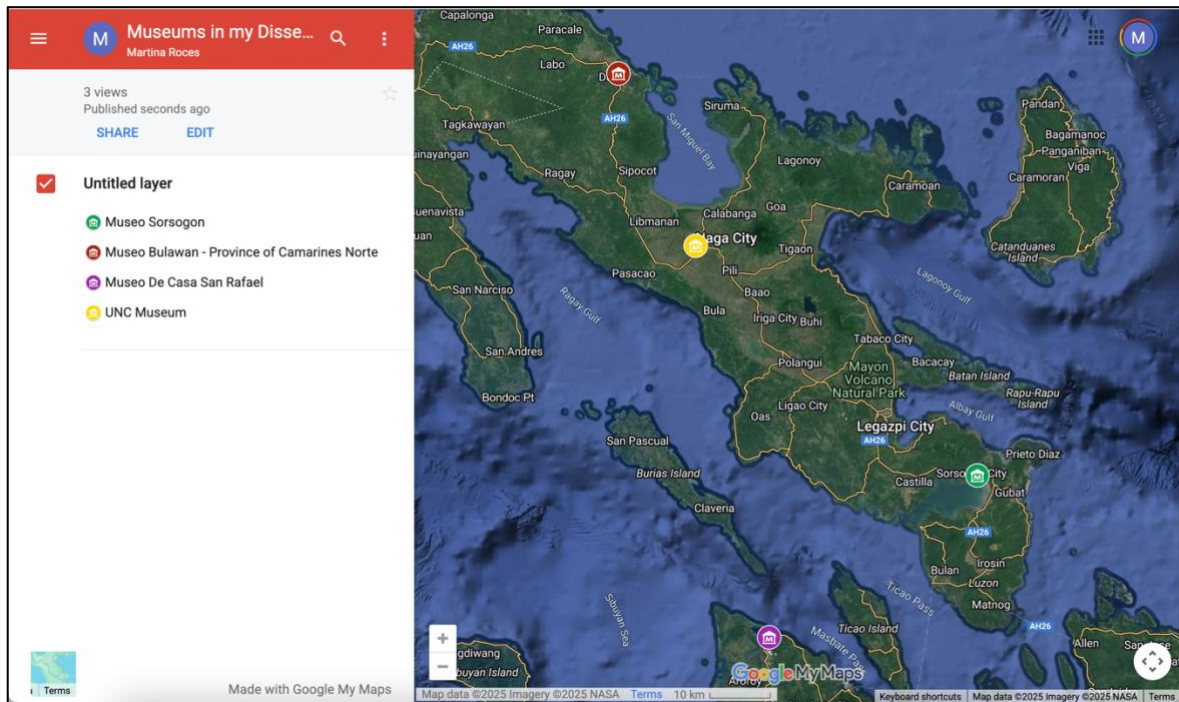 M
Museums in my Disse...
Martina Roces
3 views
Published seconds ago
SHARE
EDIT
Untitled layer
Museo Sorsogon
Museo Bulawan - Province of Camarines Norte
Museo De Casa San Rafael
UNC Museum
Terms
Made with Google My Maps
Capalonga
Paracale
AH26
Labo
M
Tagkawayan
AH26
San Miguel Bay
Siruma
Pandan
Bagamanoc
Panganiban
Viga
Caramoran
Ragay
Sipocot
Lagonoy
Caramoan
Libmanan
Calabanga
Goa
Naga City
Tigaon
Catanduanes
Island
Pasacao
Pili
Lagonoy Gulf
San Narciso
Ragay Gulf
Baao
Bula
Iriga City
Buhi
Tabaco City
San Andres
Polangui
Mayon
Volcano
Natural Park
Bacacay
Batan Island
Rapu-Rapu
Island
Bondoc Pt
Ligao City
Oas
Albay Gulf
Legazpi City
AH26
San Pascual
Prieto Diaz
Burias Island
Castilla
Gubat
Claveria
AH26
Bulan
Irosin
Luzon
Matnog
Ticao Pass
Sibuyan Sea
Ticao Island
AH26
Allen
Aroroy
Google My Maps
Map data ©2025 Imagery ©2025 NASA
Terms
10 km
Keyboard shortcuts
Map data ©2025 Imagery ©2025 NASA
Terms